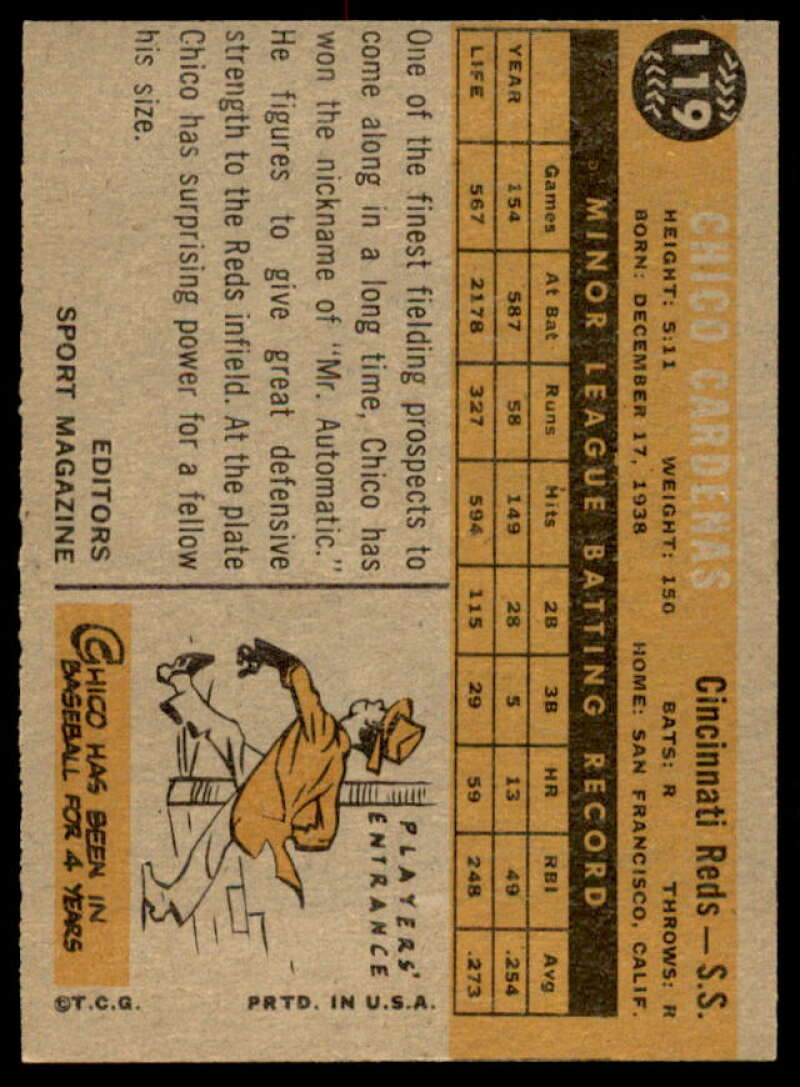 119
CHICO CARDENAS Cincinnati Reds—S.S.
HEIGHT: 5:11 WEIGHT: 150 BATS: R THROWS: R
BORN: DECEMBER 17, 1938 HOME: SAN FRANCISCO, CALIF.
MINOR LEAGUE BATTING RECORD
Games At Bat Runs Hits 2B 3B HR RBI Avg
YEAR 154 587 58 149 28 5 13 49 .254
LIFE 567 2178 327 594 115 29 59 248 .273
One of the finest fielding prospects to
come along in a long time, Chico has
won the nickname of "Mr. Automatic."
He figures to give great defensive
strength to the Reds infield. At the plate
Chico has surprising power for a fellow
his size.
EDITORS
SPORT MAGAZINE
PLAYERS'
ENTRANCE
CHICO HAS BEEN IN
BASEBALL FOR 4 YEARS
©T.C.G. PRTD. IN U.S.A.